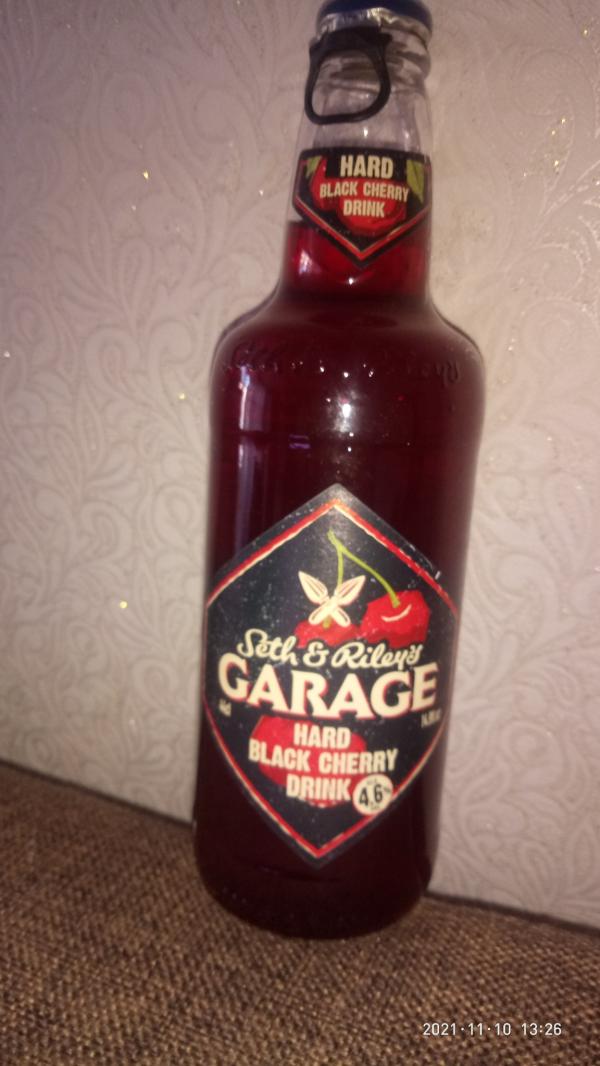 HARD
BLACK CHERRY
DRINK
Seth & Riley's
GARAGE
HARD
BLACK CHERRY
DRINK
4.6
2021·11·10 13:26